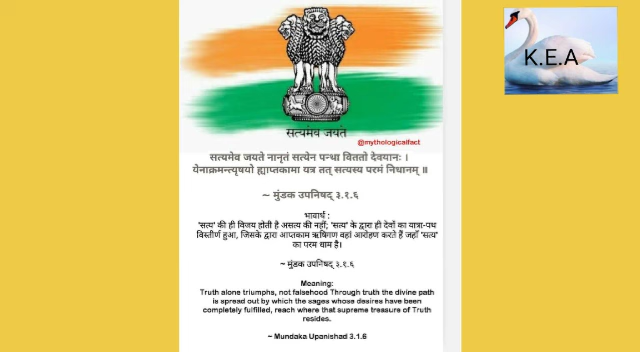 K.E.A
सत्यमेव जयते
@mythologicalfact
सत्यमेव जयते नानृतं सत्येन पन्था विततो देवयानः ।
येनाक्रमन्त्यृषयो ह्याप्तकामा यत्र तत् सत्यस्य परमं निधानम् ॥
~ मुंडक उपनिषद् ३.१.६
भावार्थ :
'सत्य' की ही विजय होती है असत्य की नहीं; 'सत्य' के द्वारा ही देवों का यात्रा-पथ
विस्तीर्ण हुआ, जिसके द्वारा आप्तकाम ऋषिगण वहां आरोहण करते हैं जहाँ 'सत्य'
का परम धाम है।
~ मुंडक उपनिषद् ३.१.६
Meaning:
Truth alone triumphs, not falsehood Through truth the divine path
is spread out by which the sages whose desires have been
completely fulfilled, reach where that supreme treasure of Truth
resides.
~ Mundaka Upanishad 3.1.6